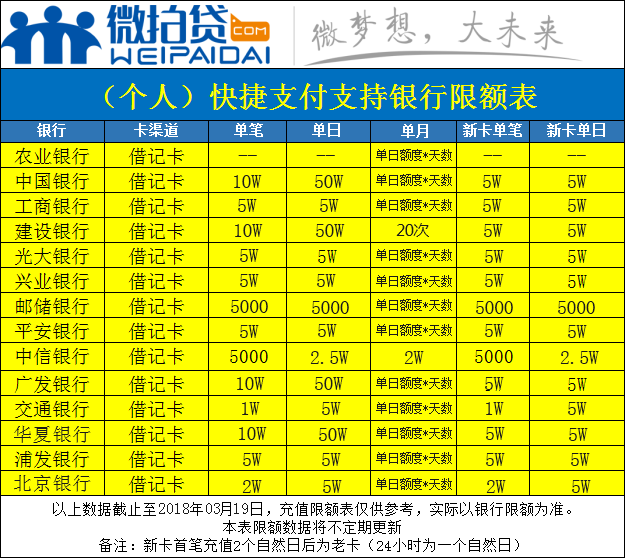 微拍贷.COM
WEIPAIDAI
微梦想，大未来
（个人）快捷支付支持银行限额表
银行 卡渠道 单笔 单日 单月 新卡单笔 新卡单日
农业银行 借记卡 -- -- 单日额度*天数 -- --
中国银行 借记卡 10W 50W 单日额度*天数 5W 5W
工商银行 借记卡 5W 5W 单日额度*天数 5W 5W
建设银行 借记卡 10W 50W 20次 5W 5W
光大银行 借记卡 5W 5W 单日额度*天数 5W 5W
兴业银行 借记卡 5W 5W 单日额度*天数 5W 5W
邮储银行 借记卡 5000 5000 单日额度*天数 5000 5000
平安银行 借记卡 5W 5W 单日额度*天数 5W 5W
中信银行 借记卡 5000 2.5W 2W 5000 2.5W
广发银行 借记卡 10W 50W 单日额度*天数 5W 5W
交通银行 借记卡 1W 5W 单日额度*天数 1W 5W
华夏银行 借记卡 10W 50W 单日额度*天数 5W 5W
浦发银行 借记卡 5W 5W 单日额度*天数 5W 5W
北京银行 借记卡 2W 5W 单日额度*天数 2W 5W
以上数据截止至2018年03月19日，充值限额表仅供参考，实际以银行限额为准。
本表限额数据将不定期更新
备注：新卡首笔充值2个自然日后为老卡（24小时为一个自然日）